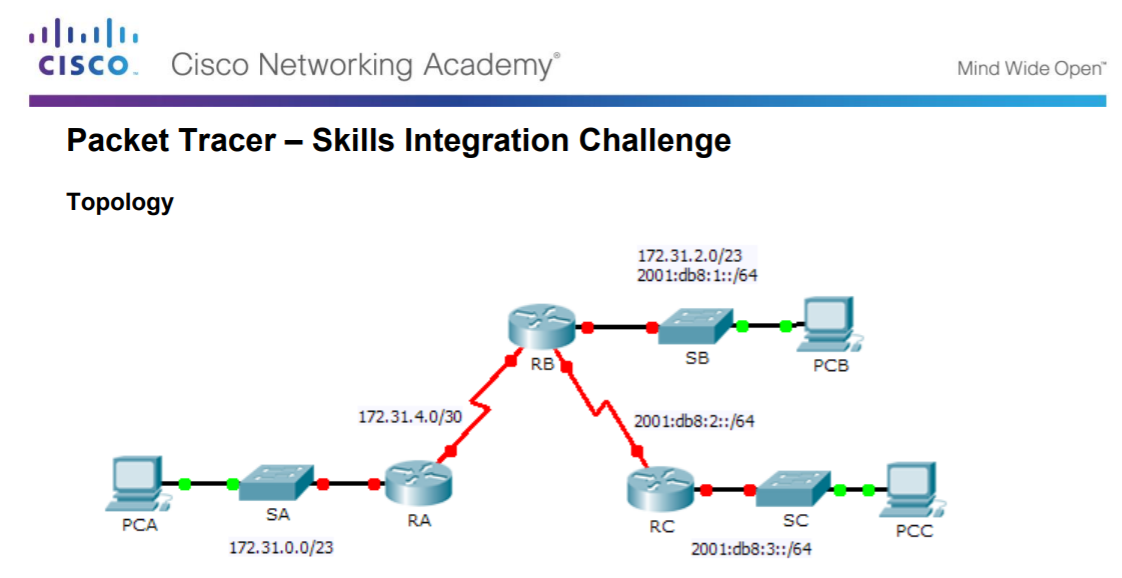 CISCO. Cisco Networking Academy® Mind Wide Open™
Packet Tracer – Skills Integration Challenge
Topology
172.31.2.0/23
2001:db8:1::/64
RB
SB
PCB
172.31.4.0/30
2001:db8:2::/64
PCA
SA
RA
RC
SC
PCC
172.31.0.0/23
2001:db8:3::/64